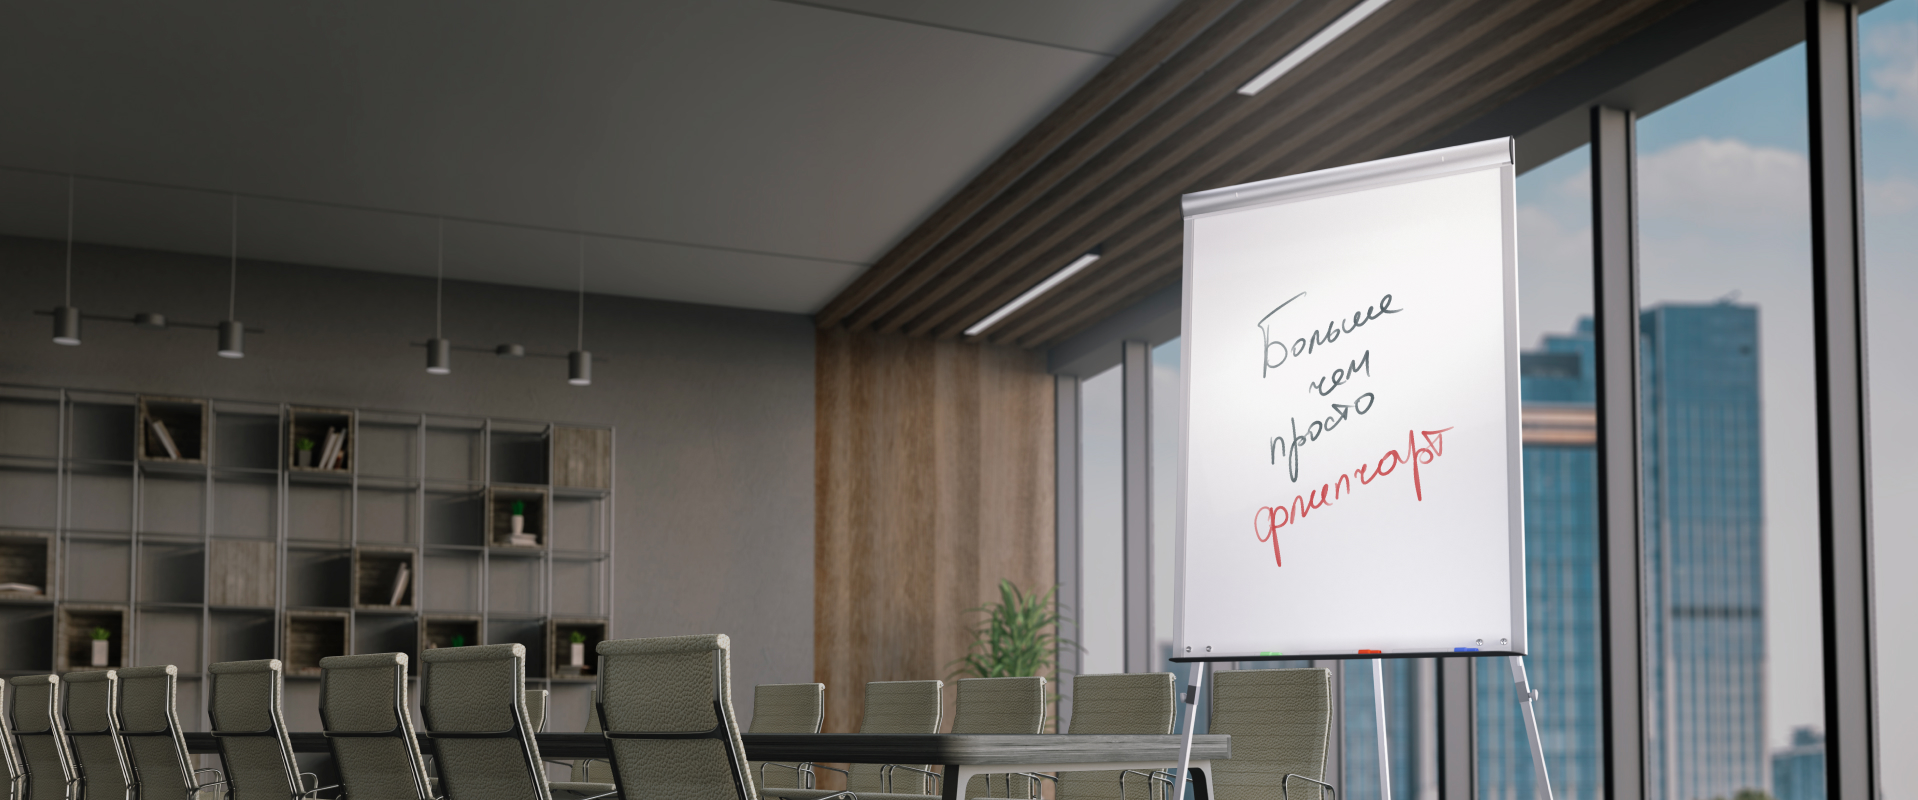 Больше
чем
просто
флипчарт